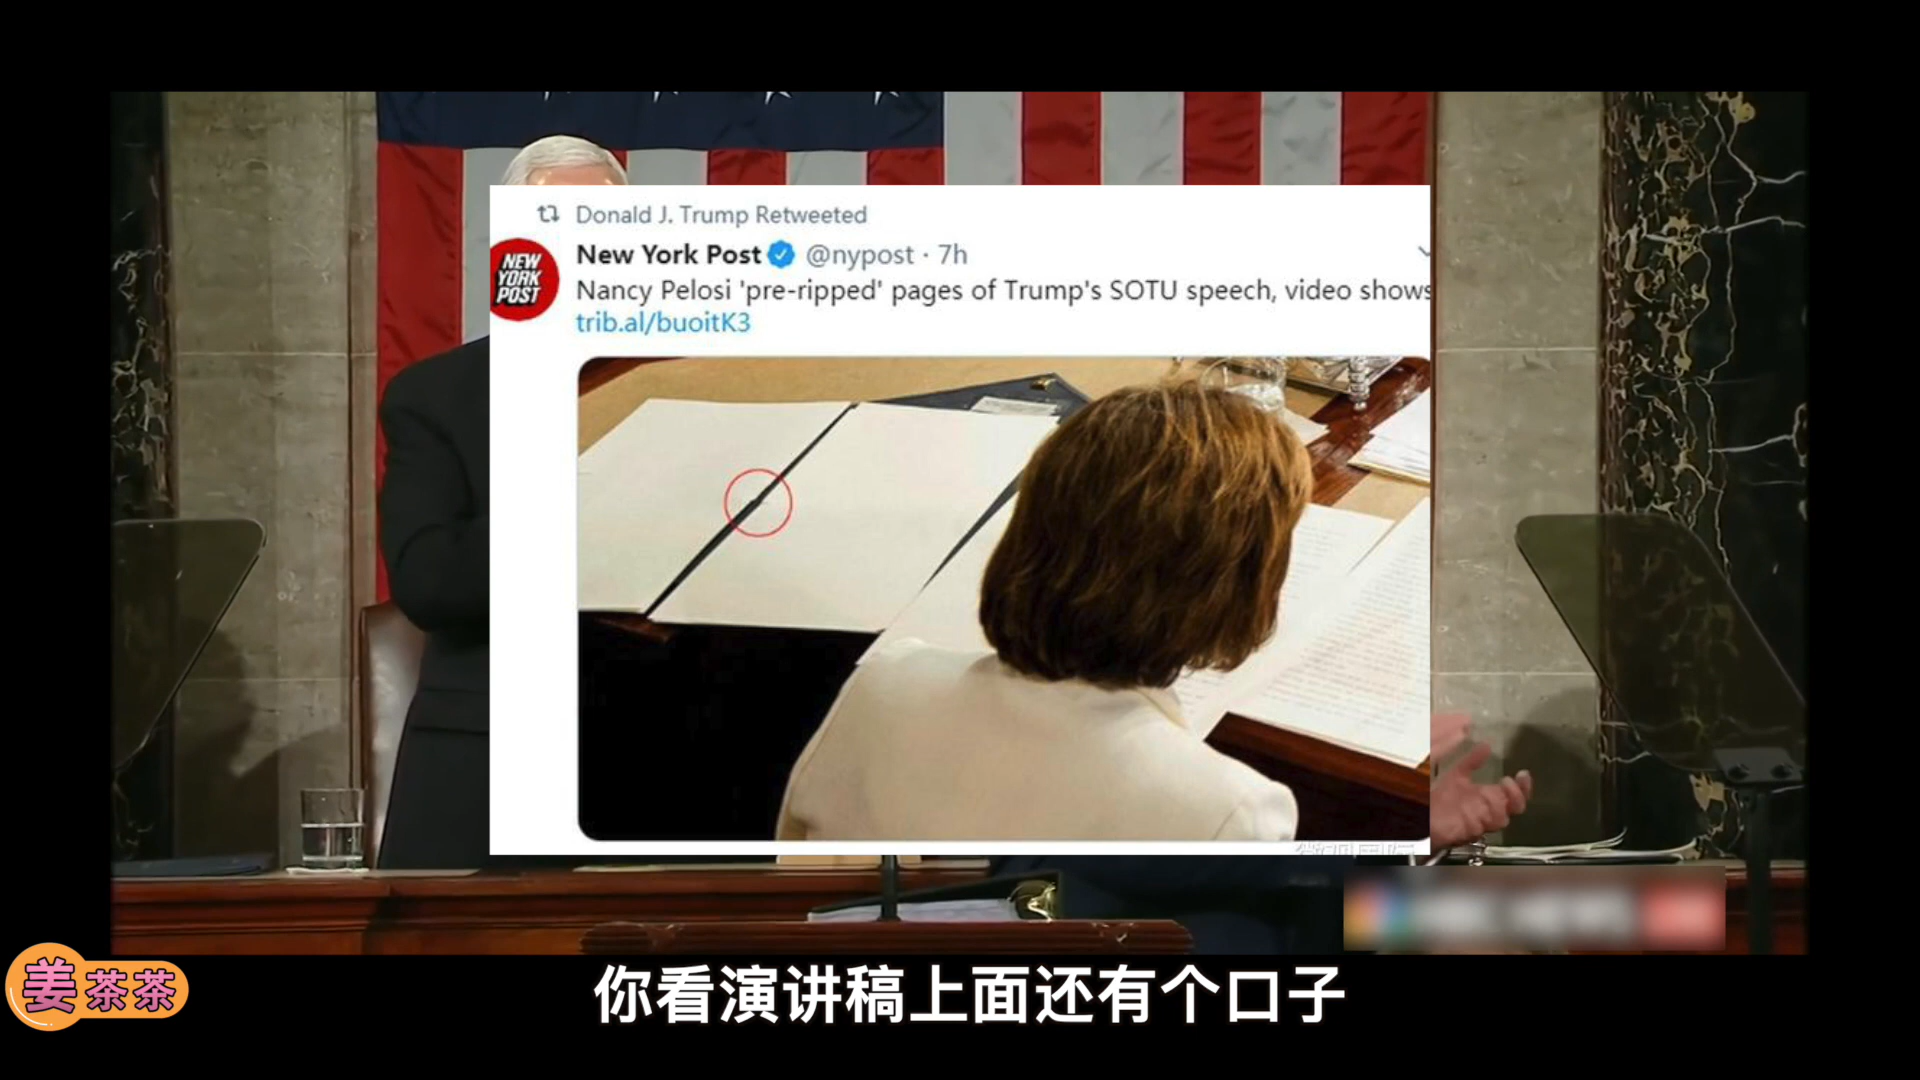 Donald J. Trump Retweeted
New York Post @nypost · 7h
NEW
YORK
POST
Nancy Pelosi 'pre-ripped' pages of Trump's SOTU speech, video shows
trib.al/buoitK3
姜茶茶
你看演讲稿上面还有个口子